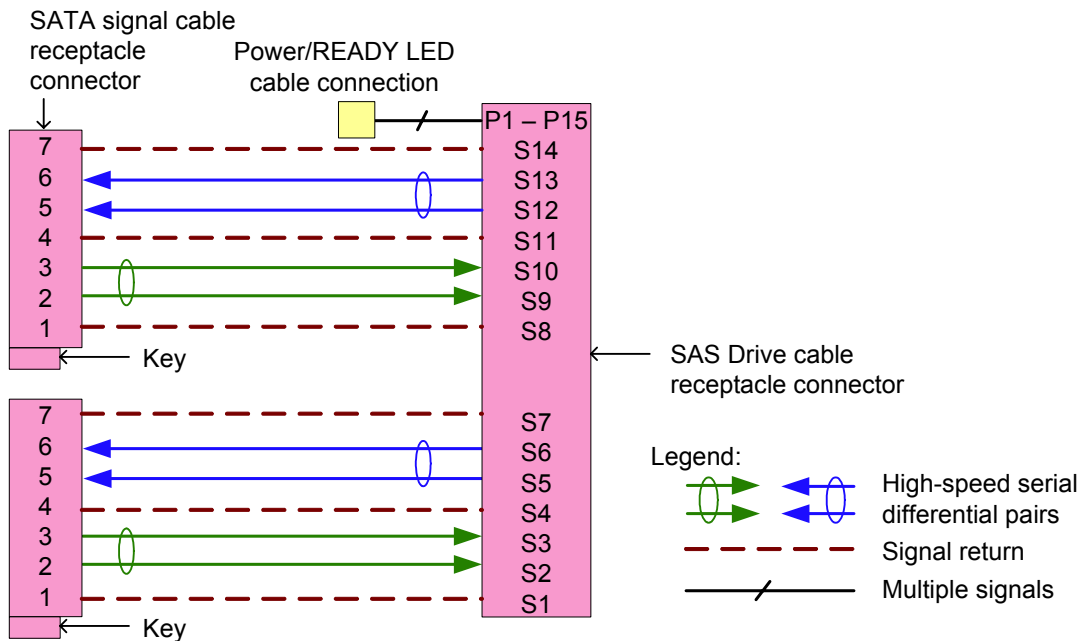 SATA signal cable
receptacle
connector
Power/READY LED
cable connection
P1 – P15
7
S14
6
S13
5
S12
4
S11
3
S10
2
S9
1
S8
Key
SAS Drive cable
receptacle connector
7
S7
6
S6
5
S5
4
S4
3
S3
2
S2
1
S1
Key
Legend:
High-speed serial
differential pairs
Signal return
Multiple signals